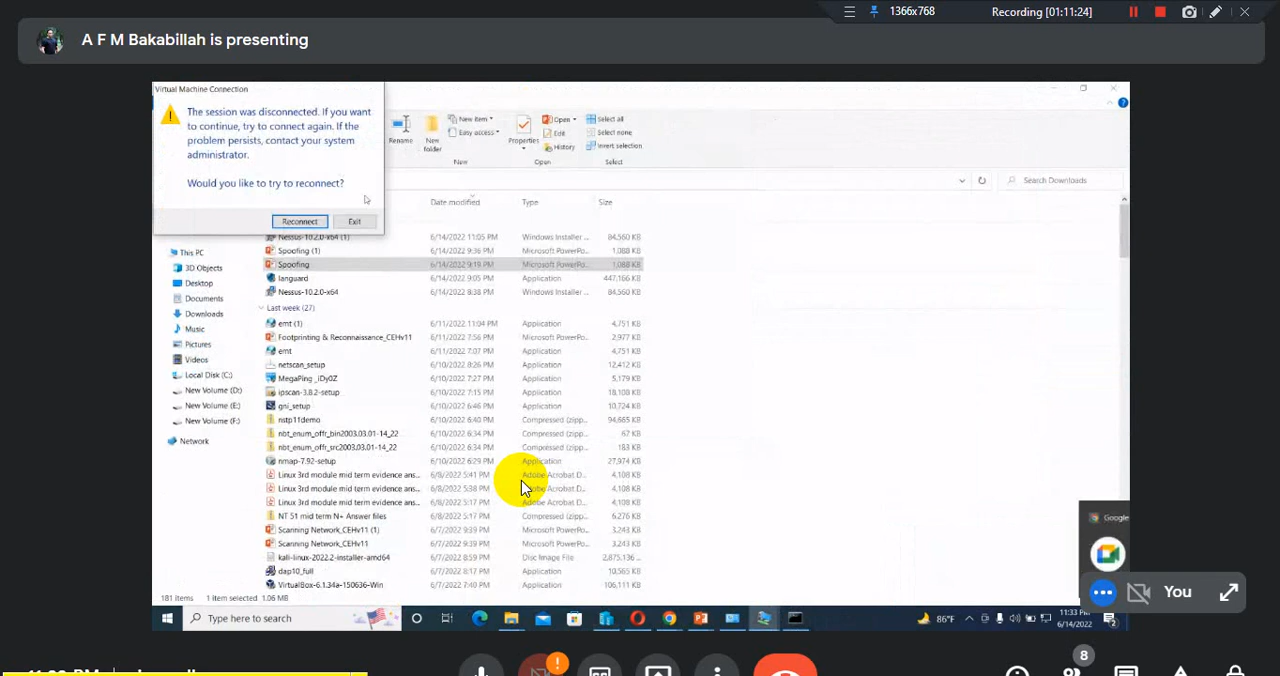 1366x768
Recording [01:11:24]
A F M Bakabillah is presenting
Virtual Machine Connection
The session was disconnected. If you want
to continue, try to connect again. If the
problem persists, contact your system
administrator.
Would you like to try to reconnect?
Reconnect
Exit
Rename
New
folder
New item
Easy access
New
Properties
Open
Edit
History
Open
Select all
Select none
Invert selection
Select
Search Downloads
Date modified
Type
Size
This PC
3D Objects
Desktop
Documents
Downloads
Music
Pictures
Videos
Local Disk (C:)
New Volume (D:)
New Volume (E:)
New Volume (F:)
Network
Nessus-10.2.0-x64 (1) 6/14/2022 11:05 PM Windows Installer ... 84,560 KB
Spoofing (1) 6/14/2022 9:36 PM Microsoft PowerPo... 1,088 KB
Spoofing 6/14/2022 9:19 PM Microsoft PowerPo... 1,088 KB
languard 6/14/2022 9:05 PM Application 447,166 KB
Nessus-10.2.0-x64 6/14/2022 8:38 PM Windows Installer ... 84,560 KB
Last week (27)
emt (1) 6/11/2022 11:04 PM Application 4,751 KB
Footprinting & Reconnaissance_CEHv11 6/11/2022 7:56 PM Microsoft PowerPo... 2,977 KB
emt 6/11/2022 7:07 PM Application 4,751 KB
netscan_setup 6/10/2022 8:26 PM Application 12,412 KB
MegaPing _iDy0Z 6/10/2022 7:27 PM Application 5,179 KB
ipscan-3.8.2-setup 6/10/2022 7:15 PM Application 18,108 KB
gni_setup 6/10/2022 6:46 PM Application 10,724 KB
nstp11demo 6/10/2022 6:40 PM Compressed (zipp... 94,665 KB
nbt_enum_offr_bin2003.03.01-14_22 6/10/2022 6:34 PM Compressed (zipp... 67 KB
nbt_enum_offr_src2003.03.01-14_22 6/10/2022 6:34 PM Compressed (zipp... 183 KB
nmap-7.92-setup 6/10/2022 6:29 PM Application 27,974 KB
Linux 3rd module mid term evidence ans... 6/8/2022 5:41 PM Adobe Acrobat D... 4,108 KB
Linux 3rd module mid term evidence ans... 6/8/2022 5:38 PM Adobe Acrobat D... 4,108 KB
Linux 3rd module mid term evidence ans... 6/8/2022 5:17 PM Adobe Acrobat D... 4,108 KB
NT 51 mid term N+ Answer files 6/8/2022 5:17 PM Compressed (zipp... 6,276 KB
Scanning Network_CEHv11 (1) 6/7/2022 9:39 PM Microsoft PowerPo... 3,243 KB
Scanning Network_CEHv11 6/7/2022 9:39 PM Microsoft PowerPo... 3,243 KB
kali-linux-2022.2-installer-amd64 6/7/2022 8:59 PM Disc Image File 2,875,136 ...
dap10_full 6/7/2022 8:17 PM Application 10,565 KB
VirtualBox-6.1.34a-150636-Win 6/7/2022 7:40 PM Application 106,111 KB
181 items 1 item selected 1.06 MB
Google
You
Type here to search
86°F
11:33 PM
6/14/2022
2
8